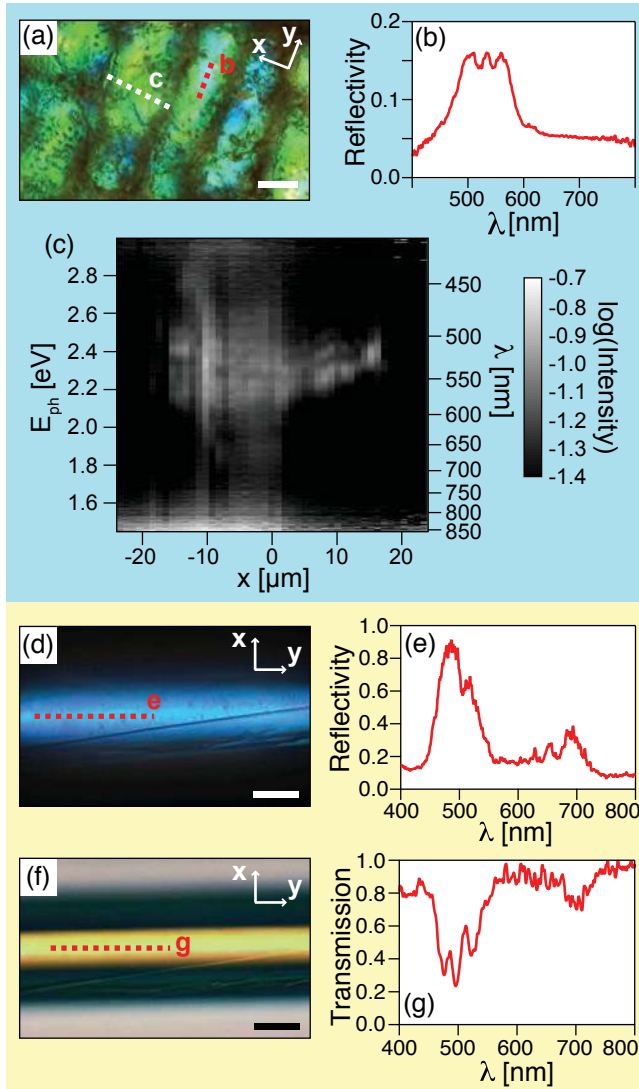 (a)
x
y
c
b
(b)
Reflectivity
0.2
0.1
0.0
500
600
700
λ [nm]
(c)
E_ph [eV]
2.8
2.6
2.4
2.2
2.0
1.8
1.6
-20
-10
0
10
20
x [µm]
450
500
550
600
650
700
750
800
850
λ [nm]
-0.7
-0.8
-0.9
-1.0
-1.1
-1.2
-1.3
-1.4
log(Intensity)
(d)
x
y
e
(e)
Reflectivity
1.0
0.8
0.6
0.4
0.2
0.0
400
500
600
700
800
λ [nm]
(f)
x
y
g
(g)
Transmission
1.0
0.8
0.6
0.4
0.2
0.0
400
500
600
700
800
λ [nm]